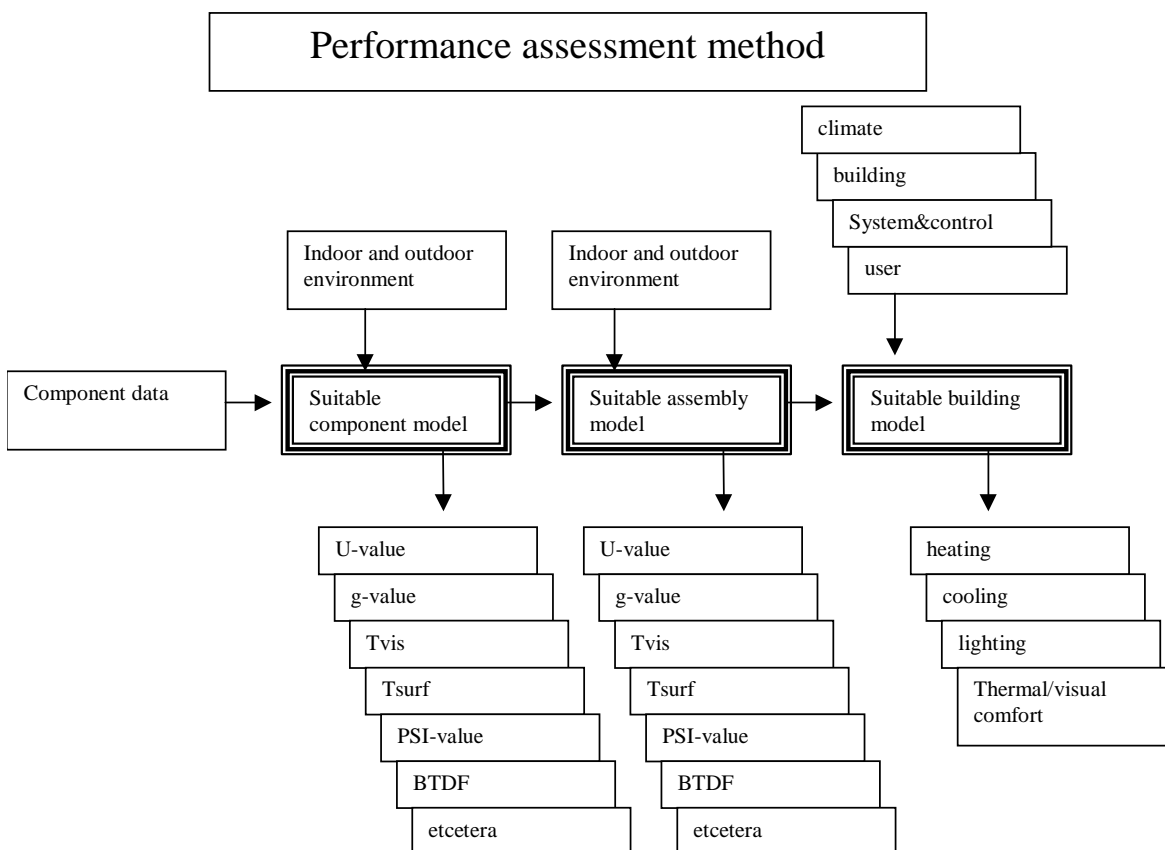 Performance assessment method
climate
building
System&control
user
Indoor and outdoor
environment
Indoor and outdoor
environment
Component data
Suitable
component model
Suitable assembly
model
Suitable building
model
U-value
g-value
Tvis
Tsurf
PSI-value
BTDF
etcetera
U-value
g-value
Tvis
Tsurf
PSI-value
BTDF
etcetera
heating
cooling
lighting
Thermal/visual
comfort